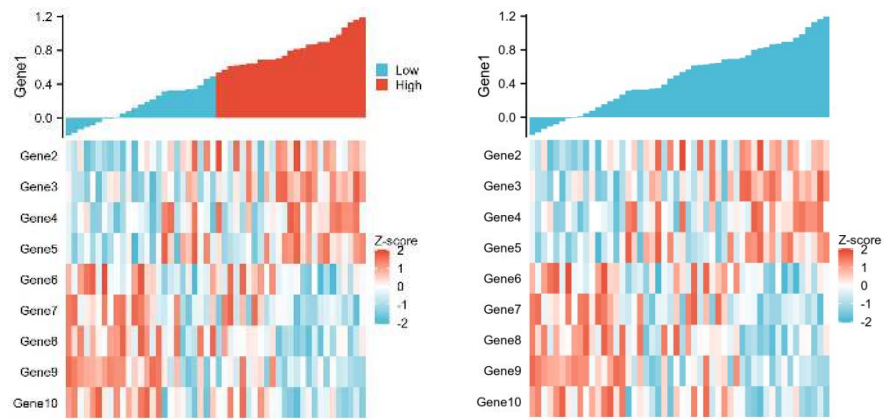 1.2
0.8
0.4
0.0
Gene1
Low
High
Gene2
Gene3
Gene4
Gene5
Gene6
Gene7
Gene8
Gene9
Gene10
Z-score
2
1
0
-1
-2
1.2
0.8
0.4
0.0
Gene1
Gene2
Gene3
Gene4
Gene5
Gene6
Gene7
Gene8
Gene9
Gene10
Z-score
2
1
0
-1
-2